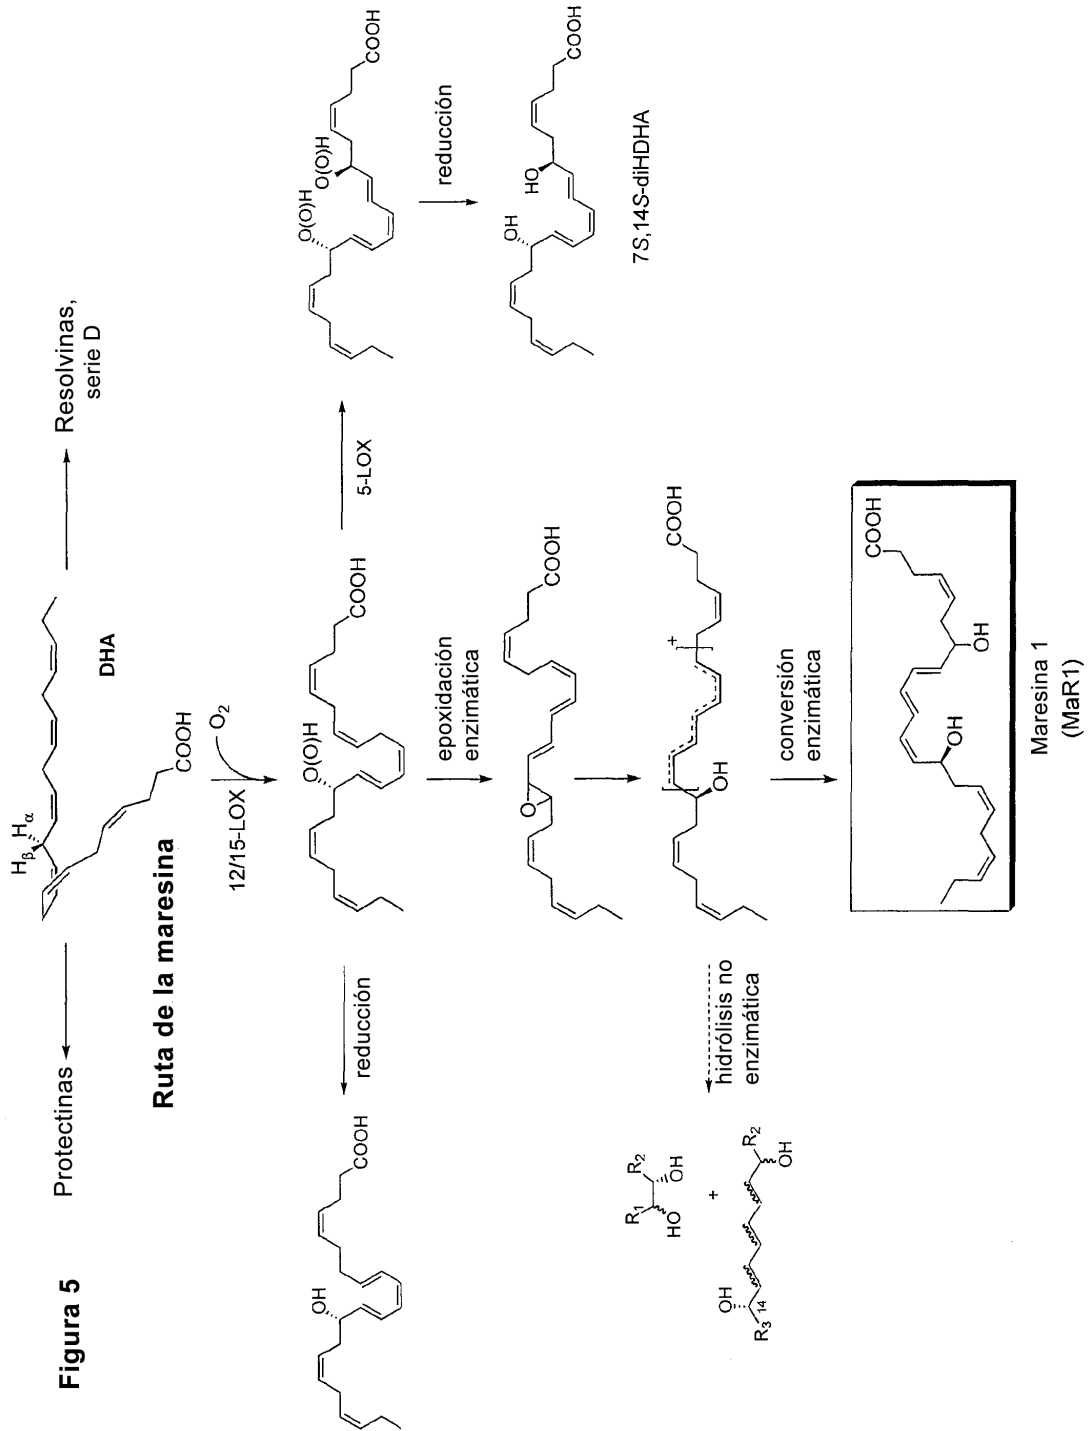 Figura 5
Protectinas
Resolvinas,
serie D
Hβ
Hα
DHA
COOH
Ruta de la maresina
12/15-LOX
O2
OH
COOH
reducción
O(O)H
COOH
5-LOX
O(O)H
O(O)H
COOH
reducción
OH
HO
COOH
7S,14S-diHDHA
epoxidación
enzimática
O
COOH
R1
R2
HO
OH
+
OH
R3
14
R2
OH
hidrólisis no
enzimática
+
OH
COOH
conversión
enzimática
OH
OH
COOH
Maresina 1
(MaR1)